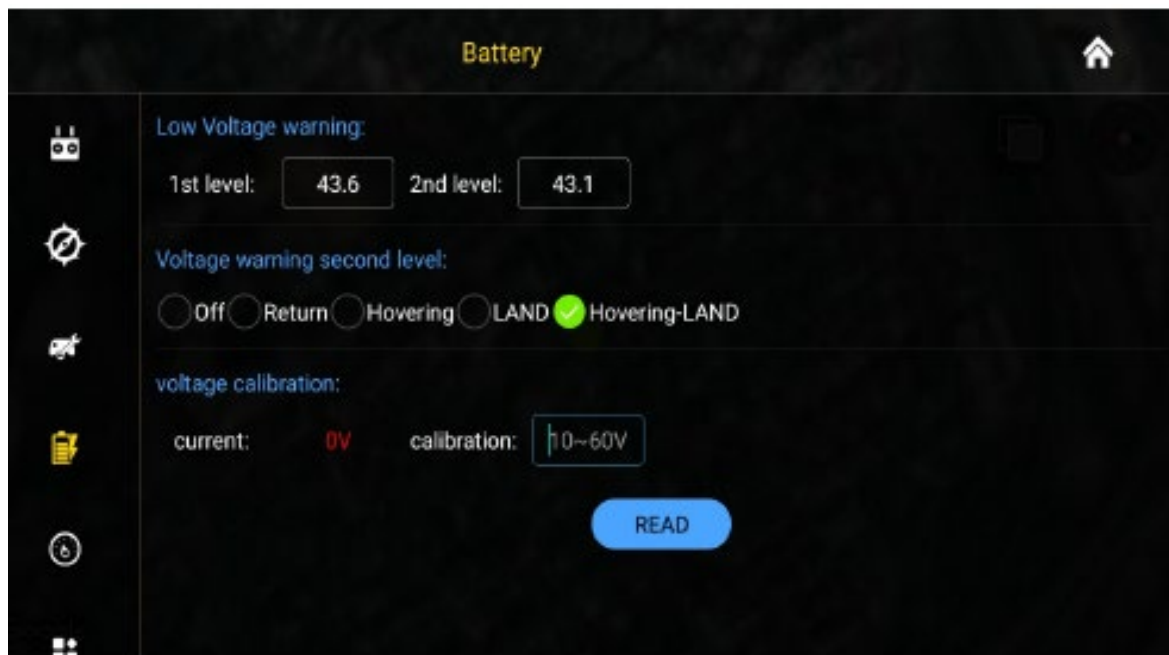 Battery
Low Voltage warning:
1st level: 43.6 2nd level: 43.1
Voltage warning second level:
Off Return Hovering LAND Hovering-LAND
voltage calibration:
current: 0V calibration: 10~60V
READ